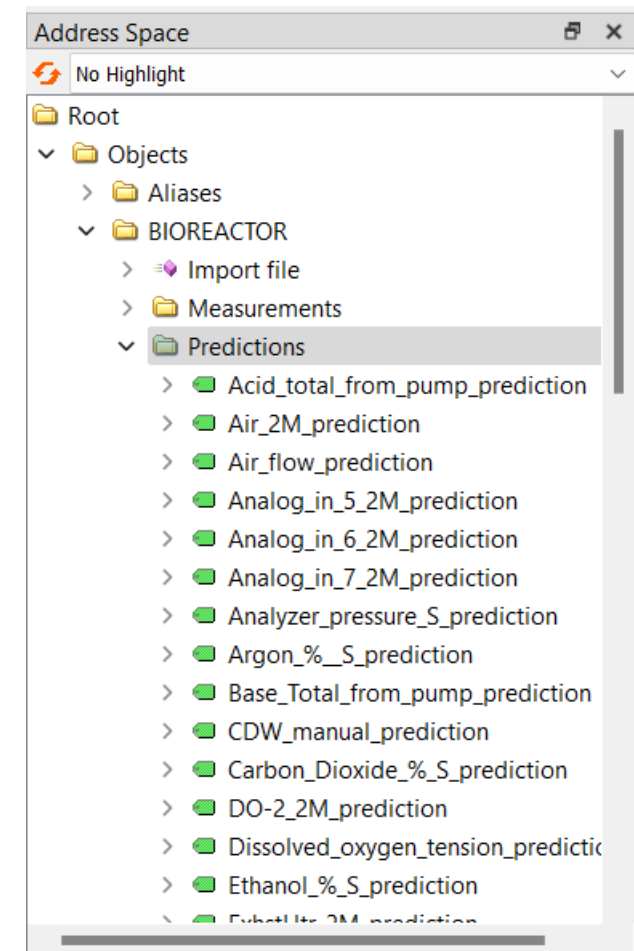 Address Space
No Highlight
Root
Objects
Aliases
BIOREACTOR
Import file
Measurements
Predictions
Acid_total_from_pump_prediction
Air_2M_prediction
Air_flow_prediction
Analog_in_5_2M_prediction
Analog_in_6_2M_prediction
Analog_in_7_2M_prediction
Analyzer_pressure_S_prediction
Argon_%__S_prediction
Base_Total_from_pump_prediction
CDW_manual_prediction
Carbon_Dioxide_%_S_prediction
DO-2_2M_prediction
Dissolved_oxygen_tension_predictic
Ethanol_%_S_prediction